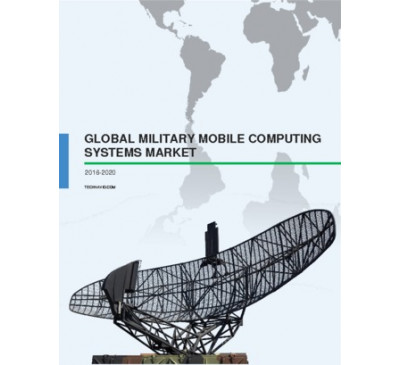 GLOBAL MILITARY MOBILE COMPUTING
SYSTEMS MARKET
2016-2020
TECHNAVIO.COM